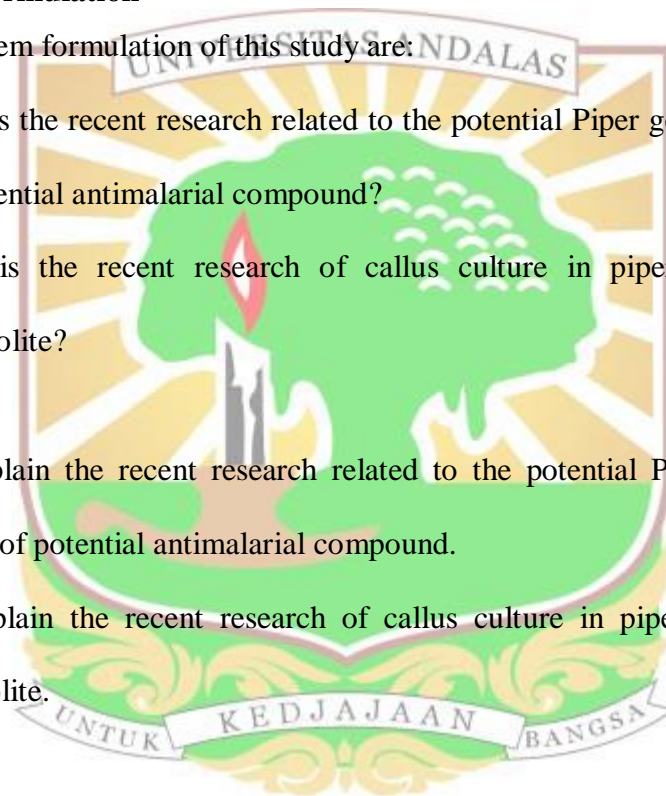 em formulation of this study are:
UNIVERSITAS ANDALAS
s the recent research related to the potential Piper g
ential antimalarial compound?
is the recent research of callus culture in pipe
olite?
lain the recent research related to the potential P
of potential antimalarial compound.
plain the recent research of callus culture in pipe
lite.
UNTUK KEDJAJAAN BANGSA